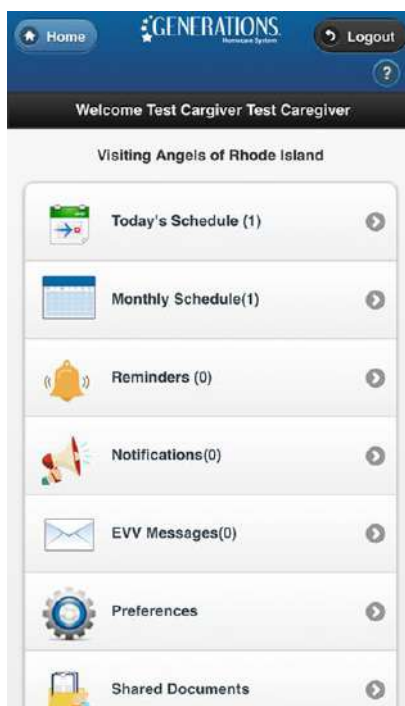 Home
GENERATIONS.
Homecare System
Logout
?
Welcome Test Cargiver Test Caregiver
Visiting Angels of Rhode Island
Today's Schedule (1)
Monthly Schedule(1)
Reminders (0)
Notifications(0)
EVV Messages(0)
Preferences
Shared Documents